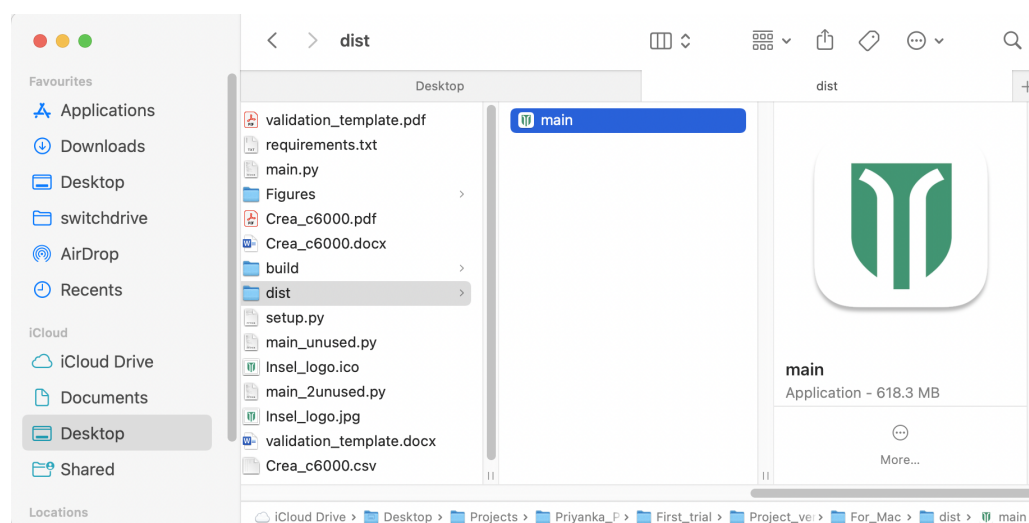 dist
Favourites
Applications
Downloads
Desktop
switchdrive
AirDrop
Recents
iCloud
iCloud Drive
Documents
Desktop
Shared
Locations
Desktop
dist
validation_template.pdf
requirements.txt
main.py
Figures
Crea_c6000.pdf
Crea_c6000.docx
build
dist
setup.py
main_unused.py
Insel_logo.ico
main_2unused.py
Insel_logo.jpg
validation_template.docx
Crea_c6000.csv
main
main
Application - 618.3 MB
More...
iCloud Drive › Desktop › Projects › Priyanka_P › First_trial › Project_ve › For_Mac › dist › main